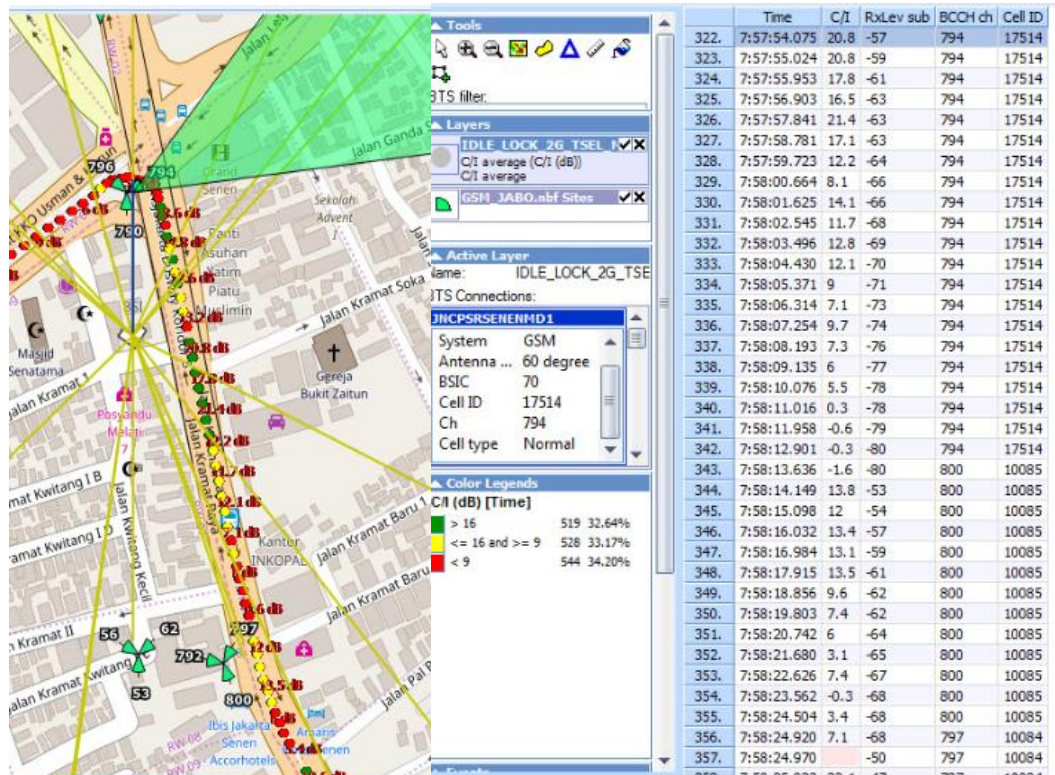 Jalan Ganda S
796
794
790
Grand
Senen
Sekolah
Advent
Panti
Asuhan
Yatim
Piatu
Muslimin
Jalan Kramat Soka
Masjid
Senatama
Jalan Kramat 1
Posyandu
Melati
7
Gereja
Bukit Zaitun
Jalan Kramat Raya
Jalan Kwitang Kecil
Kantor
INKOPAL
Jalan Kramat Baru 1
Jalan Kramat Baru
Jalan Pal
56
62
53
797
792
800
Ibis Jakarta
Senen
Accorhotels
Amaris
RW-08
RW-09
Tools
BTS filter:
Layers
IDLE_LOCK_2G_TSEL_
C/I average (C/I (dB))
C/I average
GSM_JABO.nbf Sites
Active Layer
Name: IDLE_LOCK_2G_TSE
BTS Connections:
JNCPSRSENENMD1
System GSM
Antenna ... 60 degree
BSIC 70
Cell ID 17514
Ch 794
Cell type Normal
Color Legends
C/I (dB) [Time]
> 16 519 32.64%
<= 16 and >= 9 528 33.17%
< 9 544 34.20%
Time C/I RxLev sub BCCH ch Cell ID
322. 7:57:54.075 20.8 -57 794 17514
323. 7:57:55.024 20.8 -59 794 17514
324. 7:57:55.953 17.8 -61 794 17514
325. 7:57:56.903 16.5 -63 794 17514
326. 7:57:57.841 21.4 -63 794 17514
327. 7:57:58.781 17.1 -63 794 17514
328. 7:57:59.723 12.2 -64 794 17514
329. 7:58:00.664 8.1 -66 794 17514
330. 7:58:01.625 14.1 -66 794 17514
331. 7:58:02.545 11.7 -68 794 17514
332. 7:58:03.496 12.8 -69 794 17514
333. 7:58:04.430 12.1 -70 794 17514
334. 7:58:05.371 9 -71 794 17514
335. 7:58:06.314 7.1 -73 794 17514
336. 7:58:07.254 9.7 -74 794 17514
337. 7:58:08.193 7.3 -76 794 17514
338. 7:58:09.135 6 -77 794 17514
339. 7:58:10.076 5.5 -78 794 17514
340. 7:58:11.016 0.3 -78 794 17514
341. 7:58:11.958 -0.6 -79 794 17514
342. 7:58:12.901 -0.3 -80 794 17514
343. 7:58:13.636 -1.6 -80 800 10085
344. 7:58:14.149 13.8 -53 800 10085
345. 7:58:15.098 12 -54 800 10085
346. 7:58:16.032 13.4 -57 800 10085
347. 7:58:16.984 13.1 -59 800 10085
348. 7:58:17.915 13.5 -61 800 10085
349. 7:58:18.856 9.6 -62 800 10085
350. 7:58:19.803 7.4 -62 800 10085
351. 7:58:20.742 6 -64 800 10085
352. 7:58:21.680 3.1 -65 800 10085
353. 7:58:22.626 7.4 -67 800 10085
354. 7:58:23.562 -0.3 -68 800 10085
355. 7:58:24.504 3.4 -68 800 10085
356. 7:58:24.920 7.1 -68 797 10084
357. 7:58:24.970 -50 797 10084